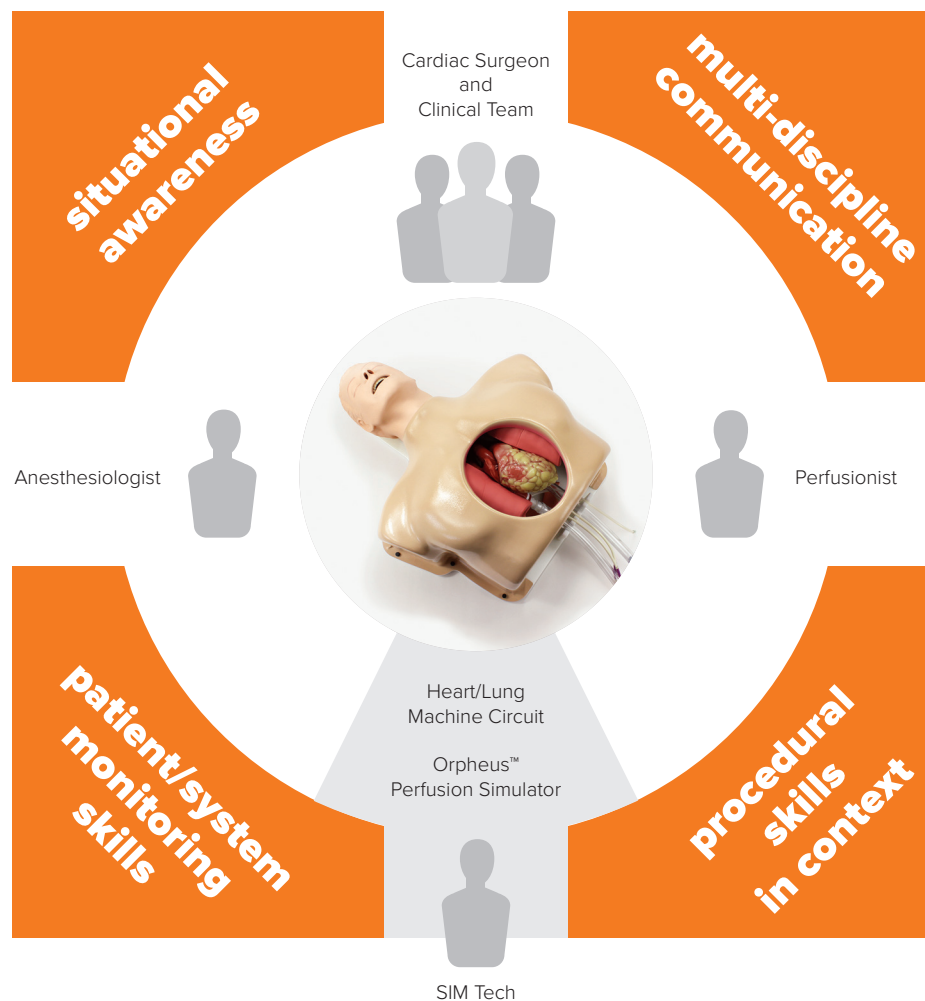 situational
awareness
Cardiac Surgeon
and
Clinical Team
multi-discipline
communication
Anesthesiologist
Perfusionist
patient/system
monitoring
skills
Heart/Lung
Machine Circuit
Orpheus™
Perfusion Simulator
procedural
skills
in context
SIM Tech